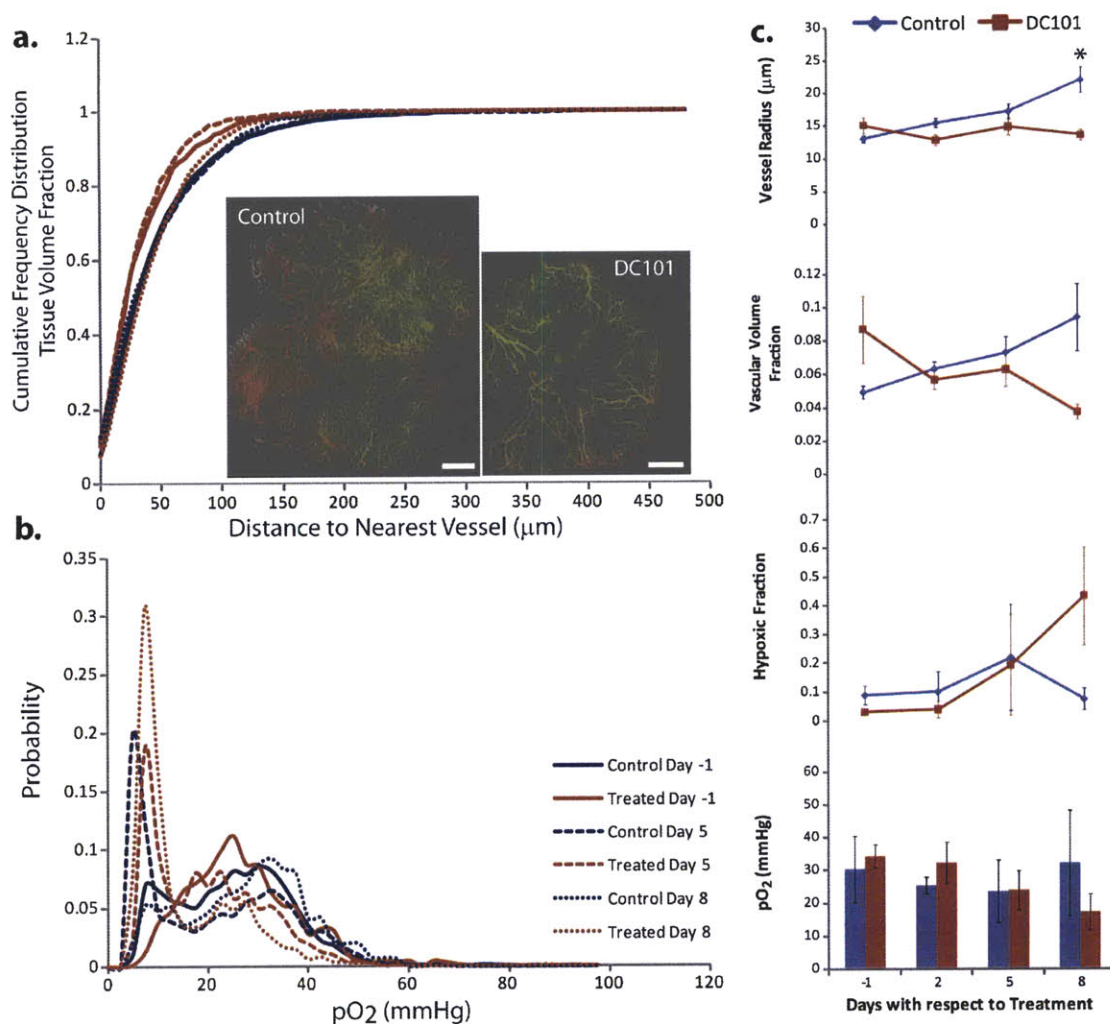 a.
1.2
1
0.8
0.6
0.4
0.2
0
Cumulative Frequency Distribution
Tissue Volume Fraction
Control
DC101
0 50 100 150 200 250 300 350 400 450 500
Distance to Nearest Vessel (μm)
b.
0.35
0.3
0.25
0.2
0.15
0.1
0.05
0
Probability
Control Day -1
Treated Day -1
Control Day 5
Treated Day 5
Control Day 8
Treated Day 8
0 20 40 60 80 100 120
pO2 (mmHg)
c.
Control DC101
30
25
20
15
10
5
0
Vessel Radius (μm)
*
0.12
0.1
0.08
0.06
0.04
0.02
0
Vascular Volume
Fraction
0.7
0.6
0.5
0.4
0.3
0.2
0.1
0
Hypoxic Fraction
60
50
40
30
20
10
0
pO2 (mmHg)
-1 2 5 8
Days with respect to Treatment